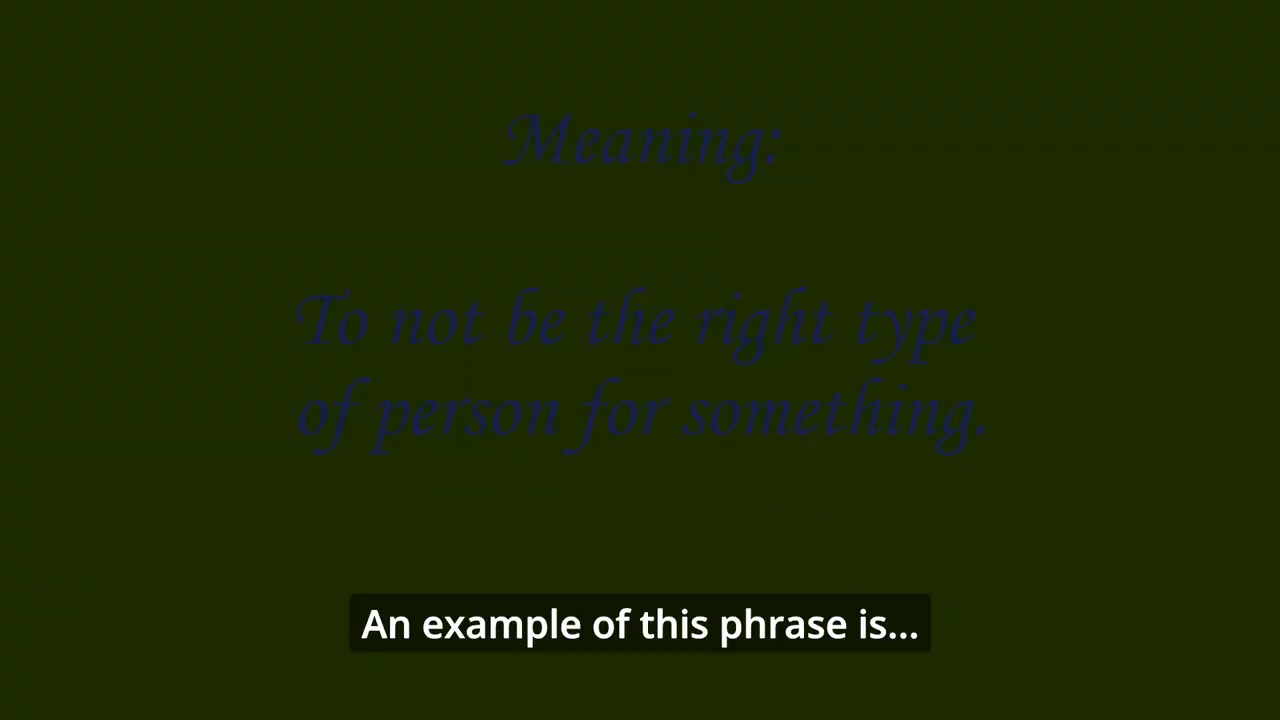 Meaning:
To not be the right type
of person for something.
An example of this phrase is...